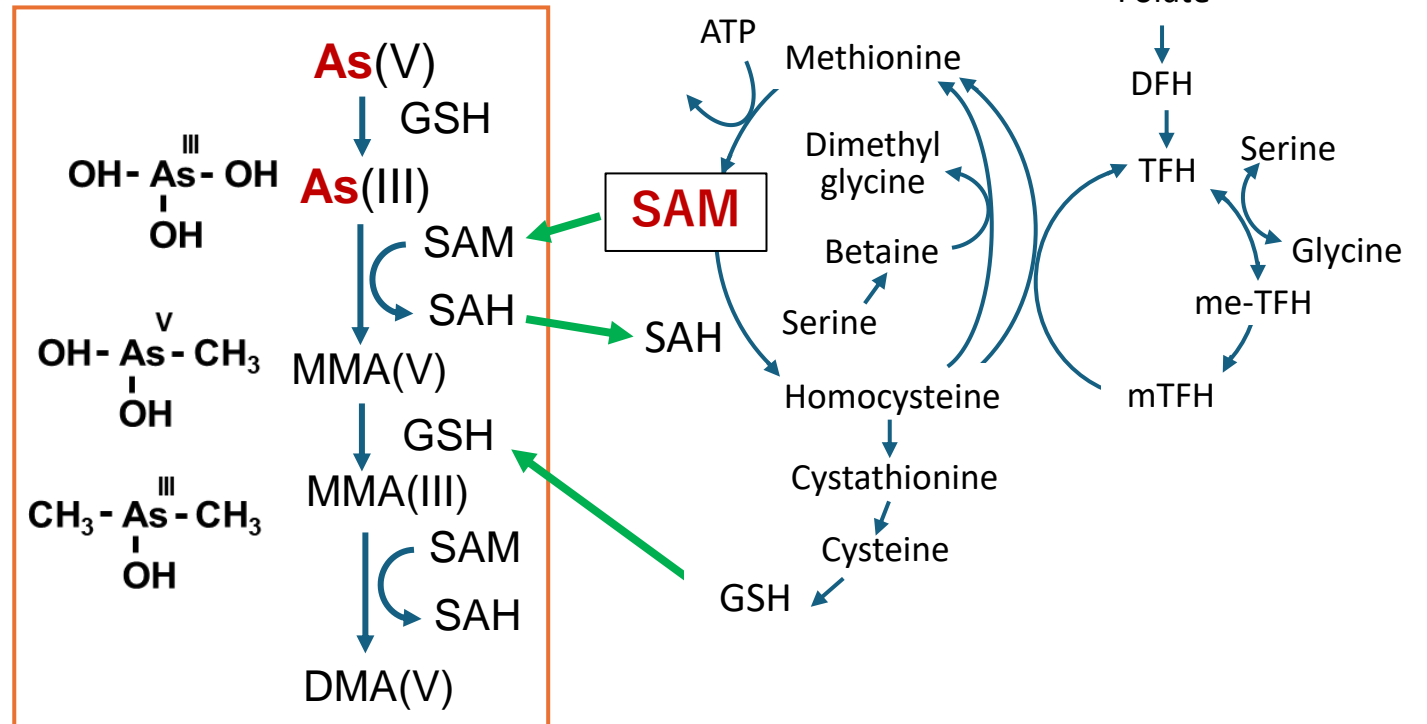 As(V)
GSH
III
OH- As- OH
OH
As(III)
SAM
SAH
V
OH- As- CH₃
OH
MMA(V)
GSH
MMA(III)
III
CH₃- As- CH₃
OH
SAM
SAH
DMA(V)
ATP
Methionine
SAM
SAH
Dimethyl
glycine
Betaine
Serine
Homocysteine
Cystathionine
Cysteine
GSH
DFH
TFH
Serine
Glycine
me-TFH
mTFH